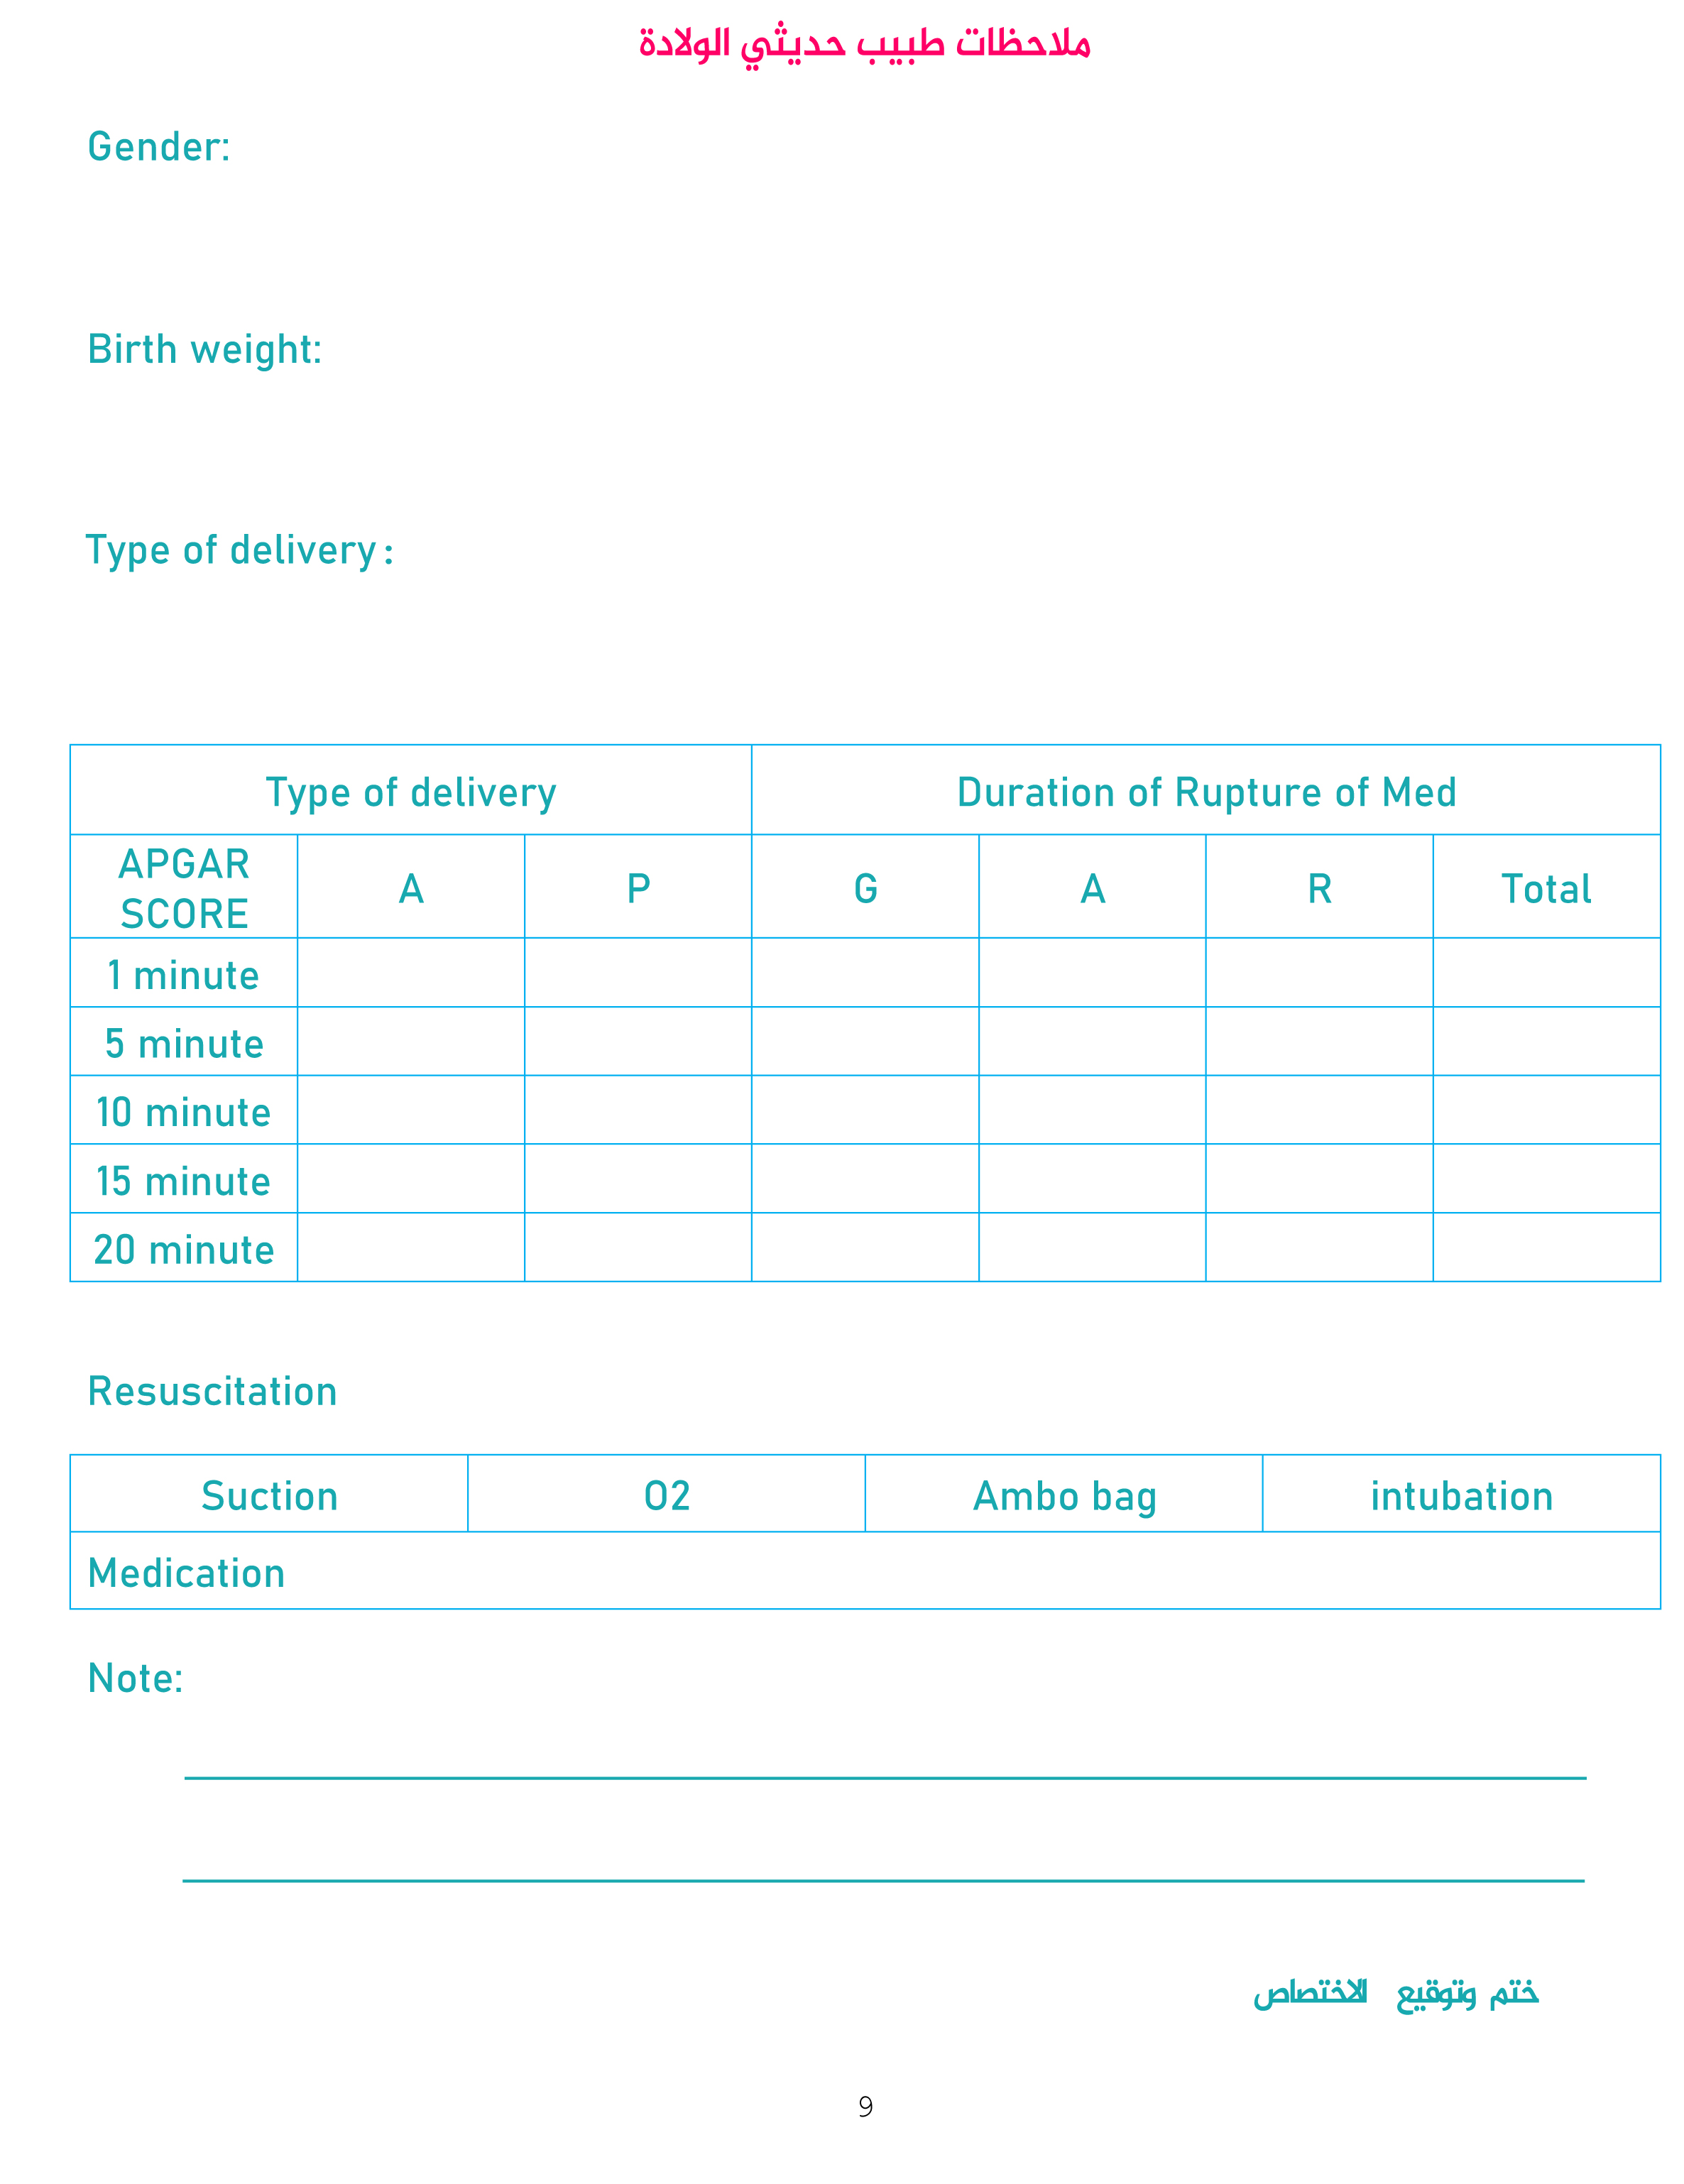 ملاحظات طبيب حديثي الولادة
Gender:
Birth weight:
Type of delivery:
Type of delivery Duration of Rupture of Med
APGAR SCORE A P G A R Total
1 minute
5 minute
10 minute
15 minute
20 minute
Resuscitation
Suction O2 Ambo bag intubation
Medication
Note:
ختم وتوقيع الاختصاص
9